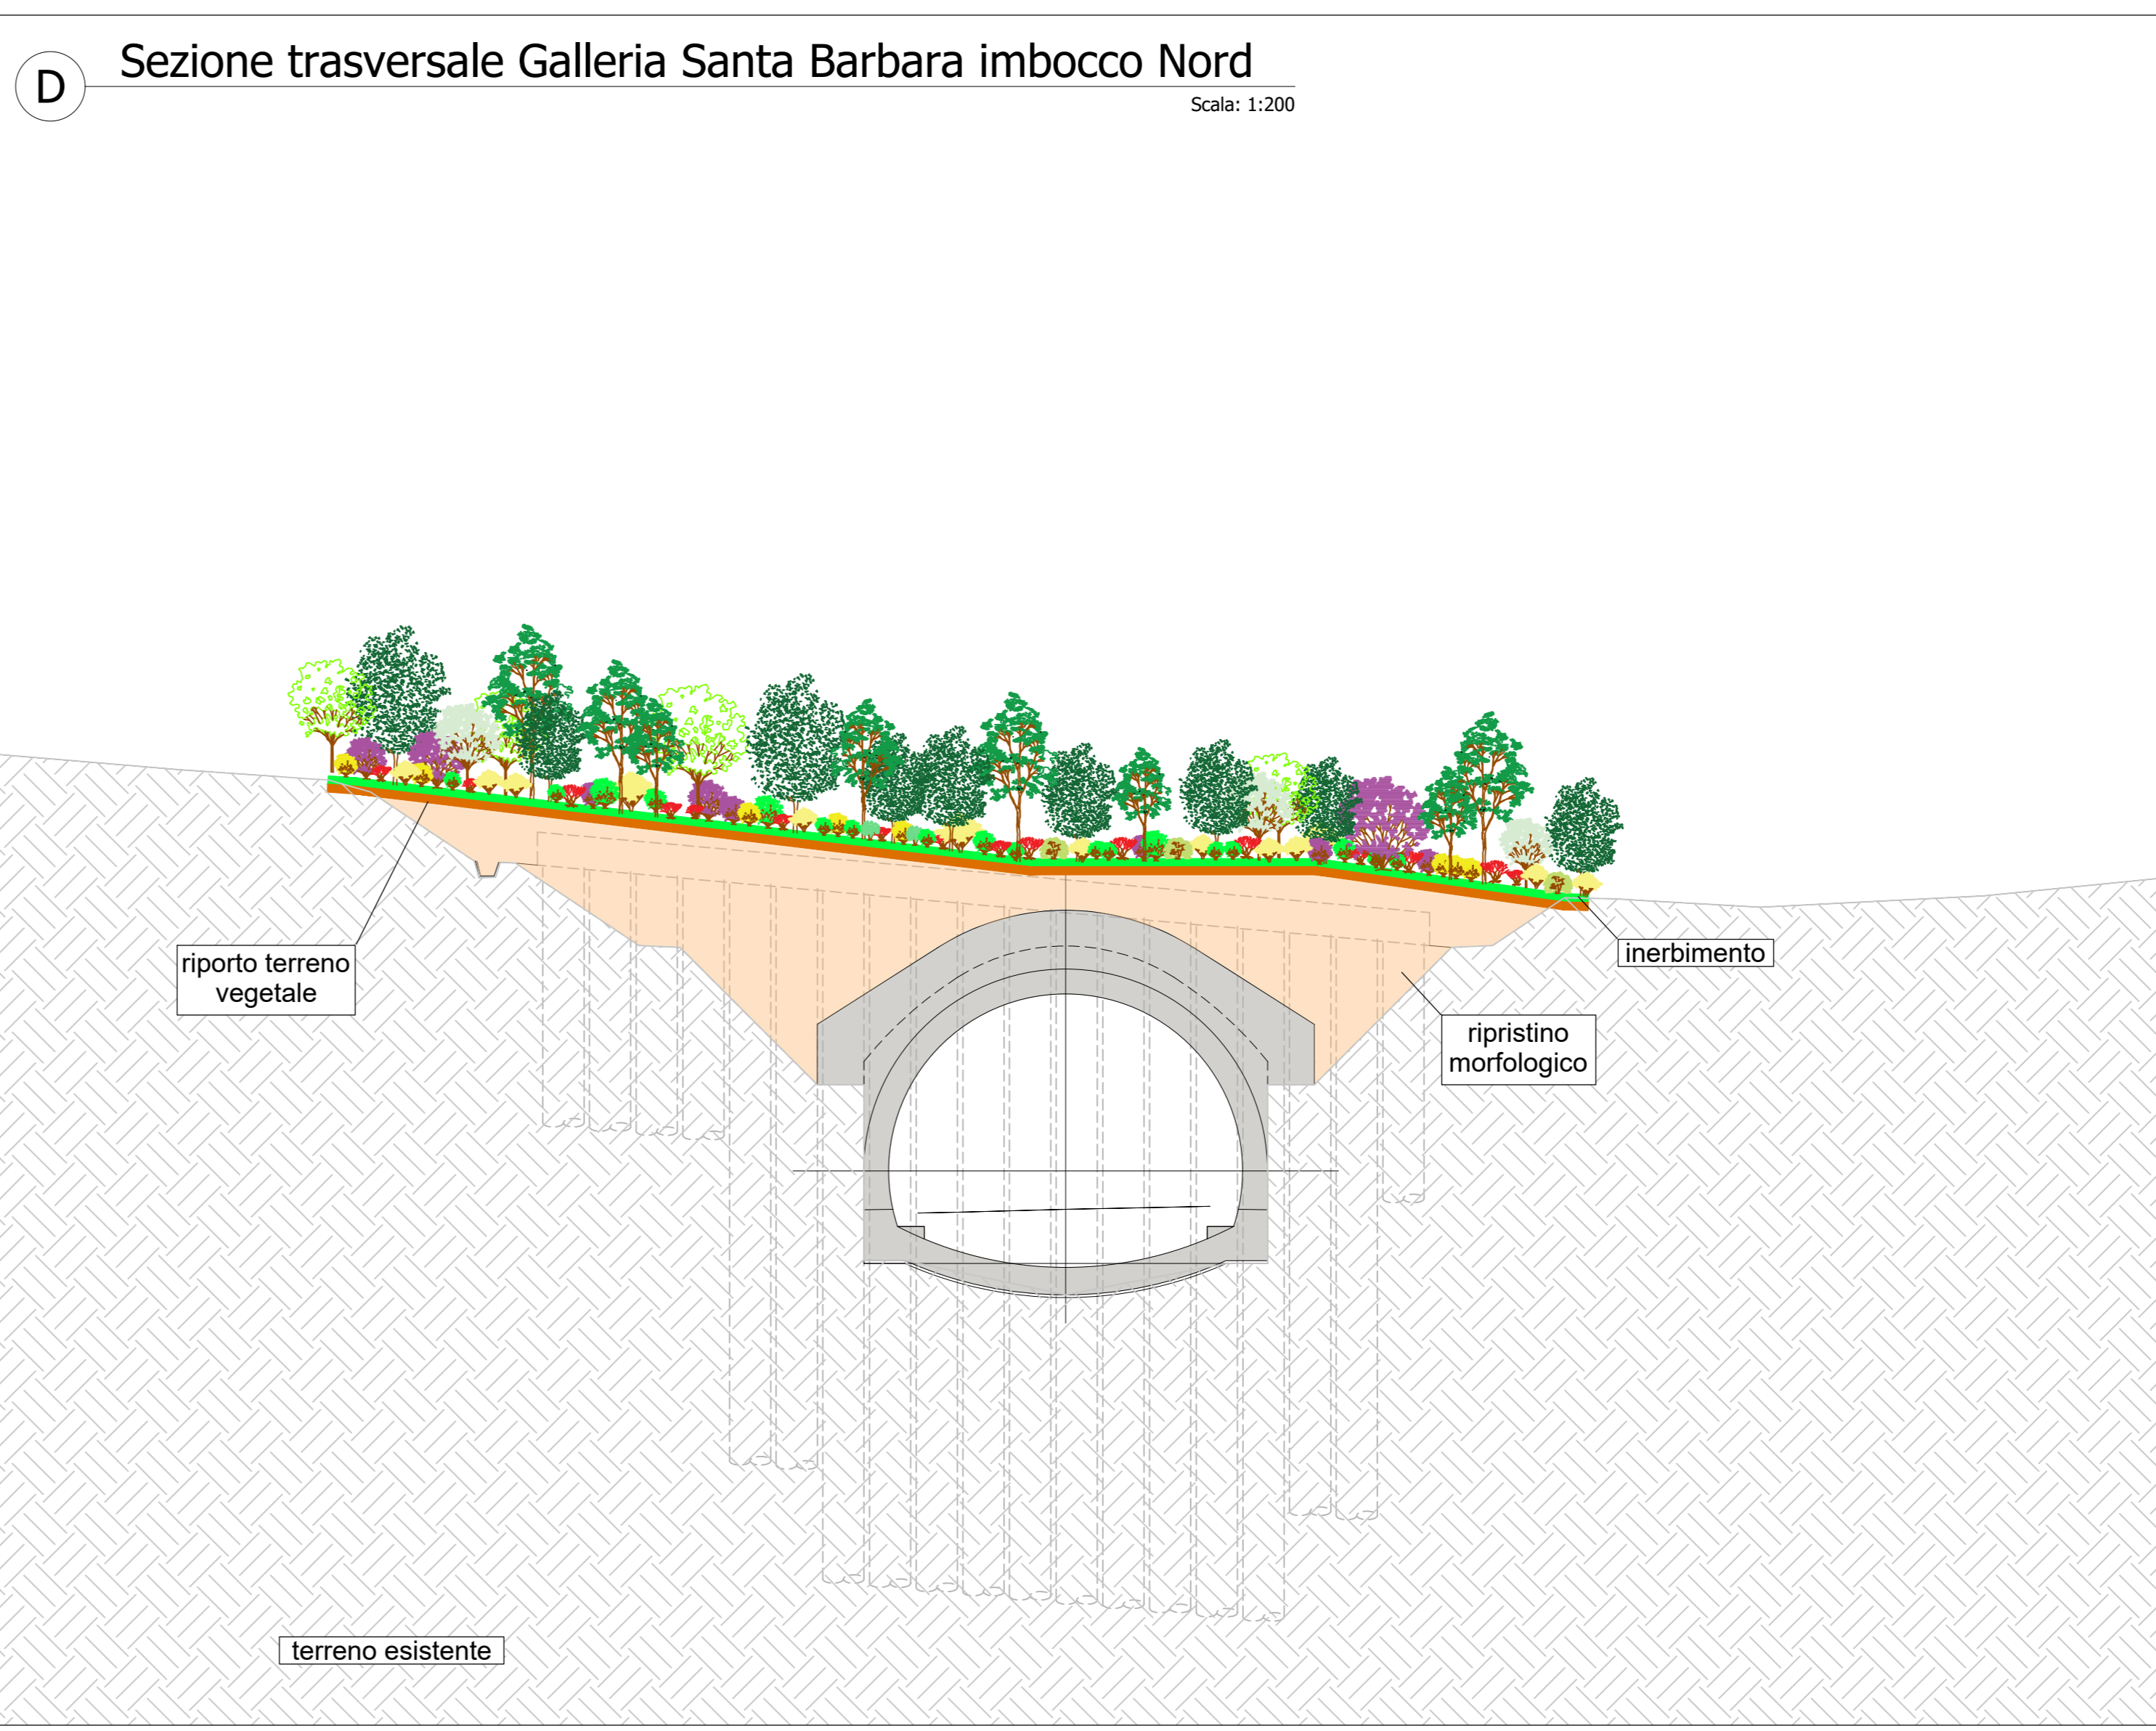 D
Sezione trasversale Galleria Santa Barbara imbocco Nord
Scala: 1:200
riporto terreno
vegetale
inerbimento
ripristino
morfologico
terreno esistente